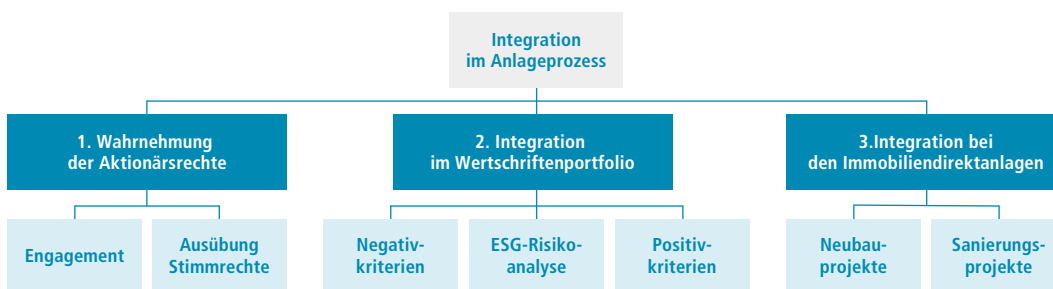 Integration
im Anlageprozess
1. Wahrnehmung
der Aktionärsrechte
2. Integration
im Wertschriftenportfolio
3.Integration bei
den Immobiliendirektanlagen
Engagement
Ausübung
Stimmrechte
Negativ-
kriterien
ESG-Risiko-
analyse
Positiv-
kriterien
Neubau-
projekte
Sanierungs-
projekte